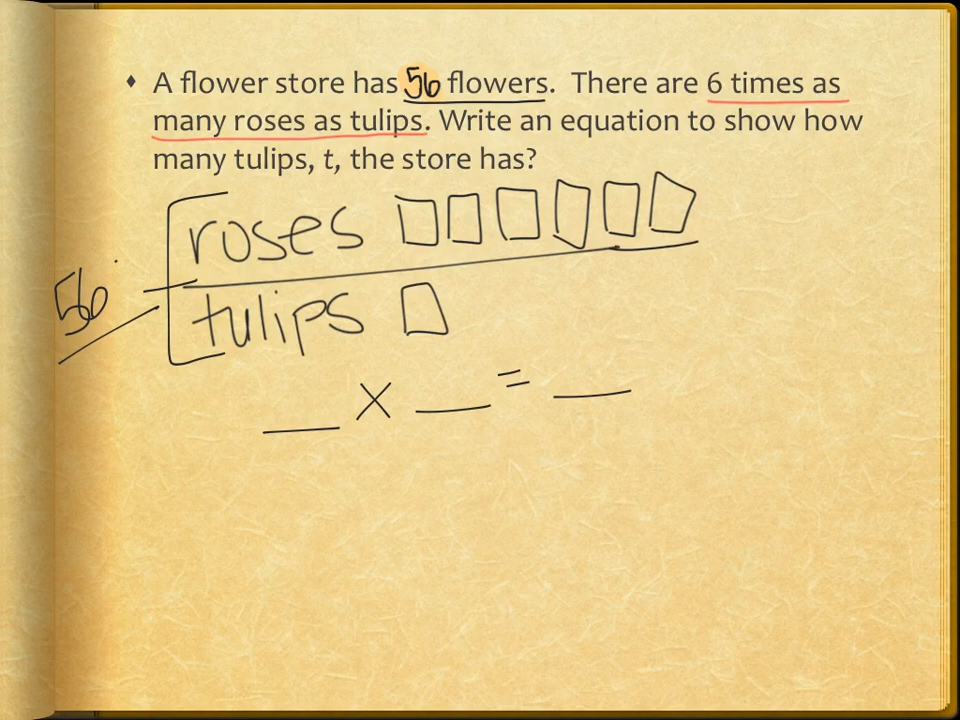 ♦ A flower store has 56 flowers. There are 6 times as
many roses as tulips. Write an equation to show how
many tulips, t, the store has?
roses
56
tulips
__ × __ = __